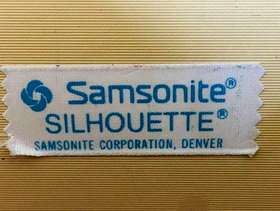 Samsonite®
SILHOUETTE®
SAMSONITE CORPORATION, DENVER